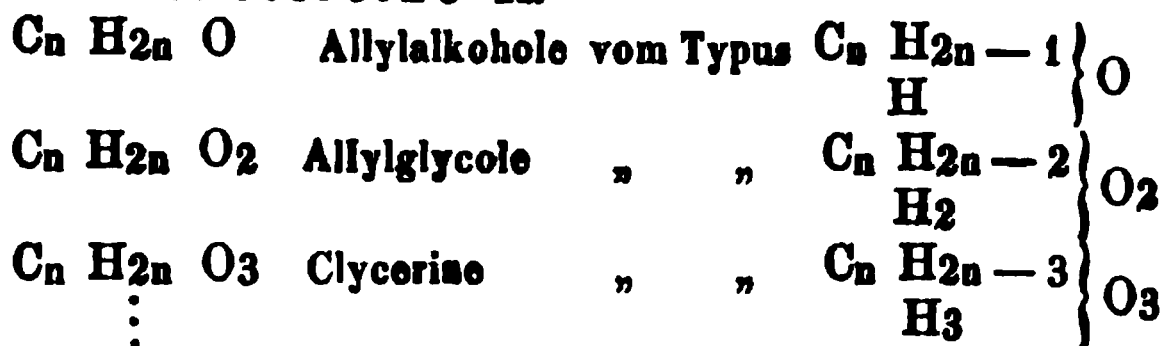 Cn H2n O Allylalkohole vom Typus Cn H2n — 1 } O
H
Cn H2n O2 Allylglycole „ „ Cn H2n — 2 } O2
H2
Cn H2n O3 Clycerine „ „ Cn H2n — 3 } O3
H3